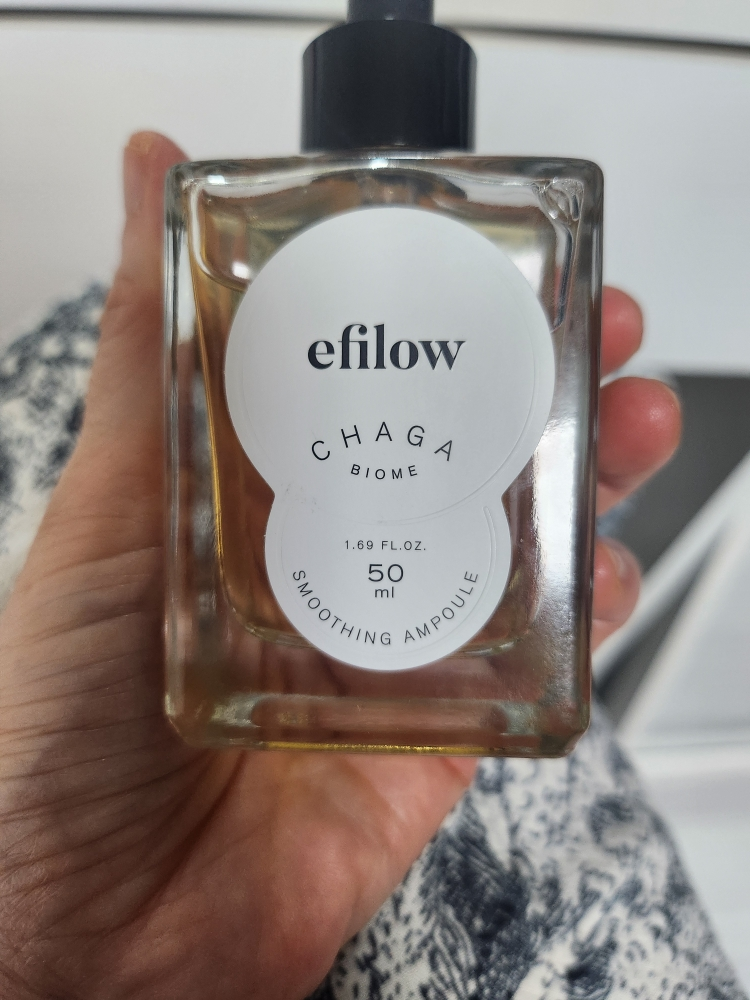 efilow
CHAGA
BIOME
1.69 FL.OZ.
50
ml
SMOOTHING AMPOULE